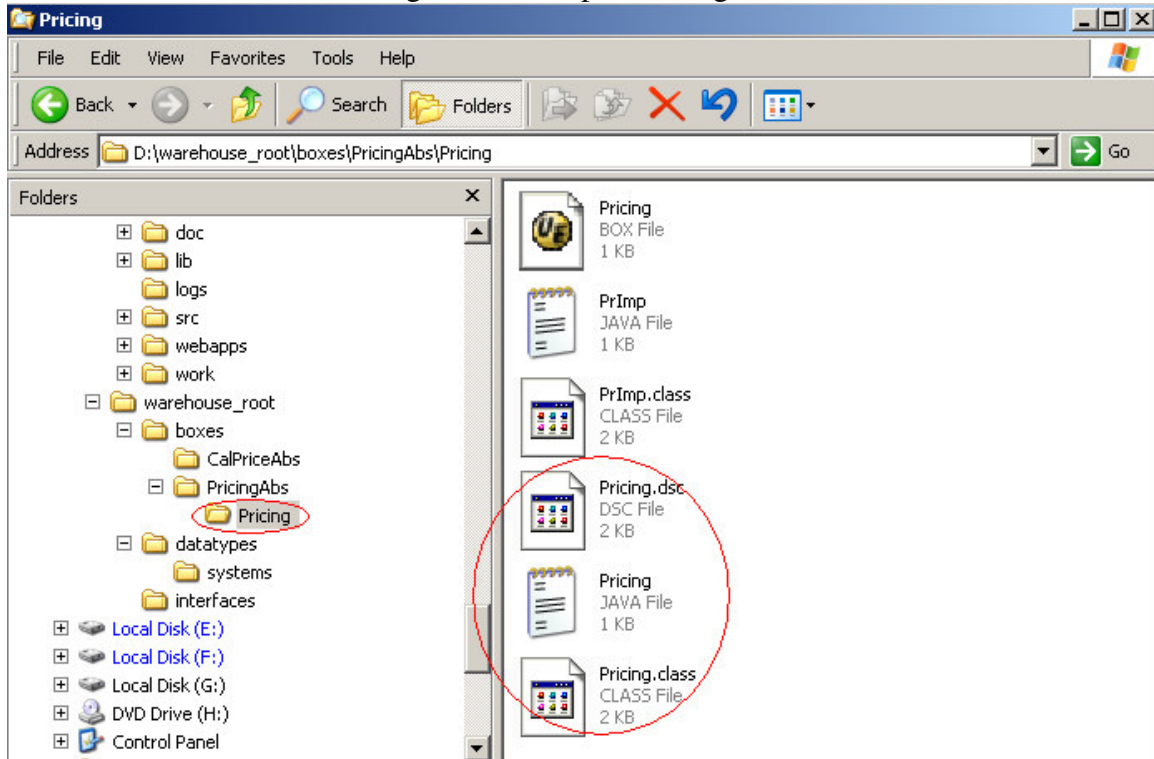 Pricing
File Edit View Favorites Tools Help
Back Search Folders
Address D:\warehouse_root\boxes\PricingAbs\Pricing Go
Folders
doc
lib
logs
src
webapps
work
warehouse_root
boxes
CalPriceAbs
PricingAbs
Pricing
datatypes
systems
interfaces
Local Disk (E:)
Local Disk (F:)
Local Disk (G:)
DVD Drive (H:)
Control Panel
UE
Pricing
BOX File
1 KB
PrImp
JAVA File
1 KB
PrImp.class
CLASS File
2 KB
Pricing.dsc
DSC File
2 KB
Pricing
JAVA File
1 KB
Pricing.class
CLASS File
2 KB